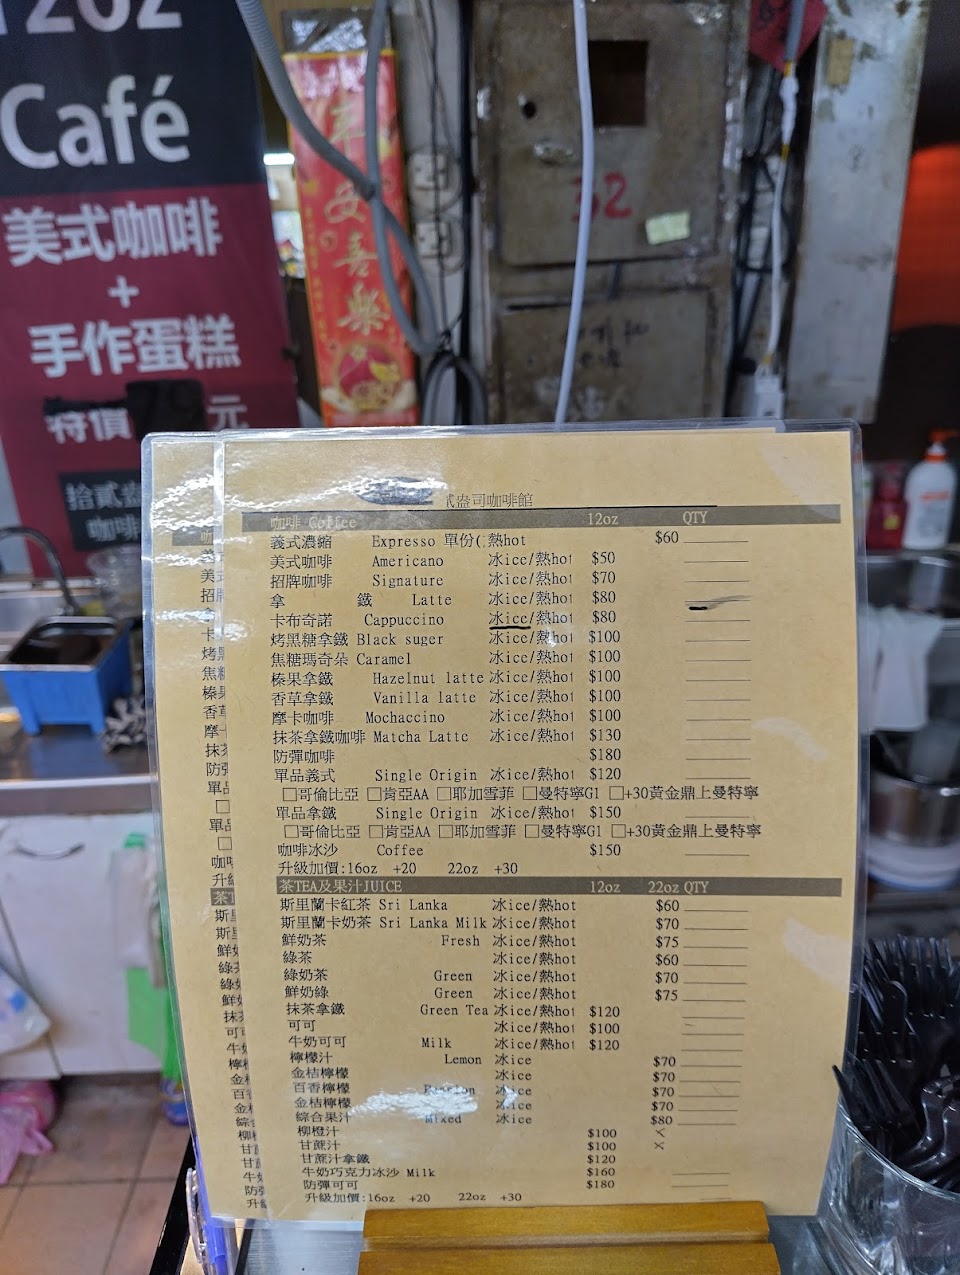 12oz
Café
美式咖啡
+
手作蛋糕
特價 元
拾貳盎
咖啡
年安喜樂
32
貳盎司咖啡館
咖啡 Coffee 12oz QTY
義式濃縮 Expresso 單份( 熱hot $60
美式咖啡 Americano 冰ice/熱hot $50
招牌咖啡 Signature 冰ice/熱hot $70
拿 鐵 Latte 冰ice/熱hot $80
卡布奇諾 Cappuccino 冰ice/熱hot $80
烤黑糖拿鐵 Black suger 冰ice/熱hot $100
焦糖瑪奇朵 Caramel 冰ice/熱hot $100
榛果拿鐵 Hazelnut latte 冰ice/熱hot $100
香草拿鐵 Vanilla latte 冰ice/熱hot $100
摩卡咖啡 Mochaccino 冰ice/熱hot $100
抹茶拿鐵咖啡 Matcha Latte 冰ice/熱hot $130
防彈咖啡 $180
單品義式 Single Origin 冰ice/熱hot $120
□哥倫比亞 □肯亞AA □耶加雪菲 □曼特寧G1 □+30黃金鼎上曼特寧
單品拿鐵 Single Origin 冰ice/熱hot $150
□哥倫比亞 □肯亞AA □耶加雪菲 □曼特寧G1 □+30黃金鼎上曼特寧
咖啡冰沙 Coffee $150
升級加價:16oz +20 22oz +30
茶TEA及果汁JUICE 12oz 22oz QTY
斯里蘭卡紅茶 Sri Lanka 冰ice/熱hot $60
斯里蘭卡奶茶 Sri Lanka Milk 冰ice/熱hot $70
鮮奶茶 Fresh 冰ice/熱hot $75
綠茶 冰ice/熱hot $60
綠奶茶 Green 冰ice/熱hot $70
鮮奶綠 Green 冰ice/熱hot $75
抹茶拿鐵 Green Tea 冰ice/熱hot $120
可可 冰ice/熱hot $100
牛奶可可 Milk 冰ice/熱hot $120
檸檬汁 Lemon 冰ice $70
金桔檸檬 冰ice $70
百香檸檬 Passion 冰ice $70
金桔檸檬 冰ice $70
綜合果汁 Mixed 冰ice $80
柳橙汁 $100 ×
甘蔗汁 $100 ×
甘蔗汁拿鐵 $120
牛奶巧克力冰沙 Milk $160
防彈可可 $180
升級加價:16oz +20 22oz +30